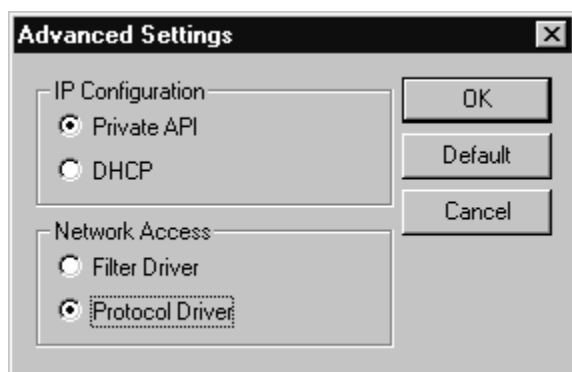 Advanced Settings
IP Configuration
Private API
DHCP
Network Access
Filter Driver
Protocol Driver
OK
Default
Cancel